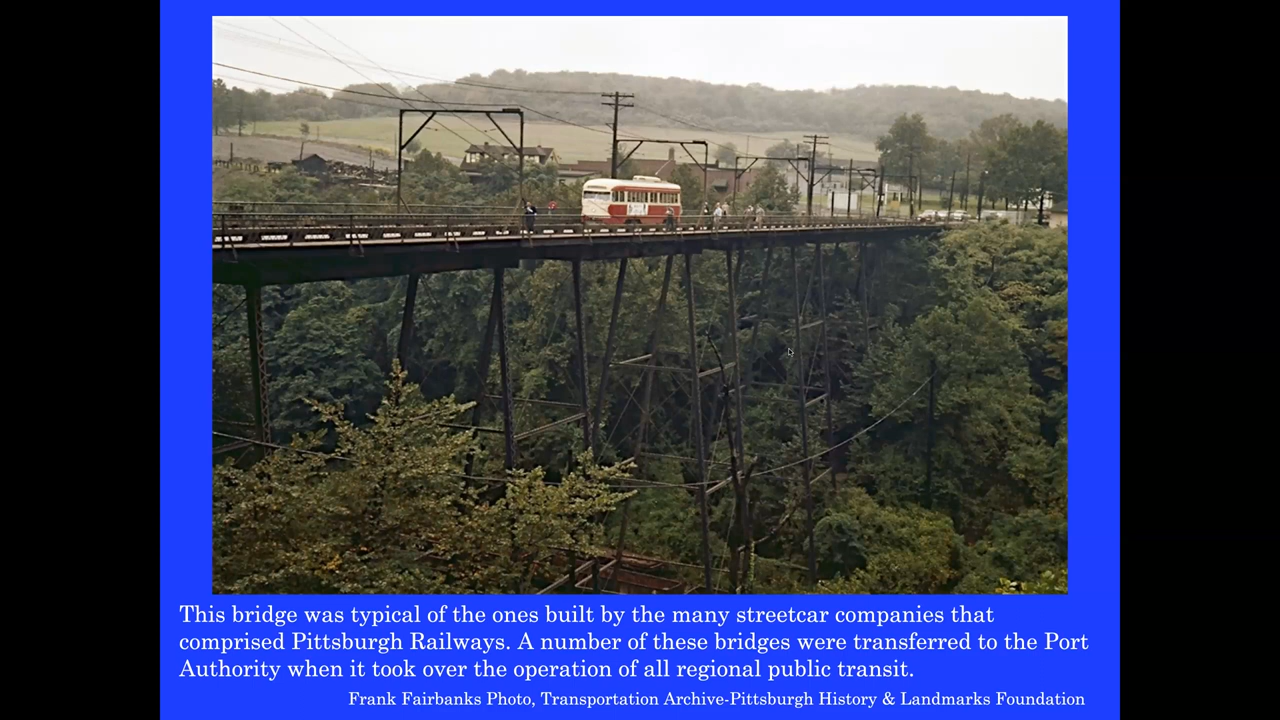 This bridge was typical of the ones built by the many streetcar companies that
comprised Pittsburgh Railways. A number of these bridges were transferred to the Port
Authority when it took over the operation of all regional public transit.
Frank Fairbanks Photo, Transportation Archive-Pittsburgh History & Landmarks Foundation